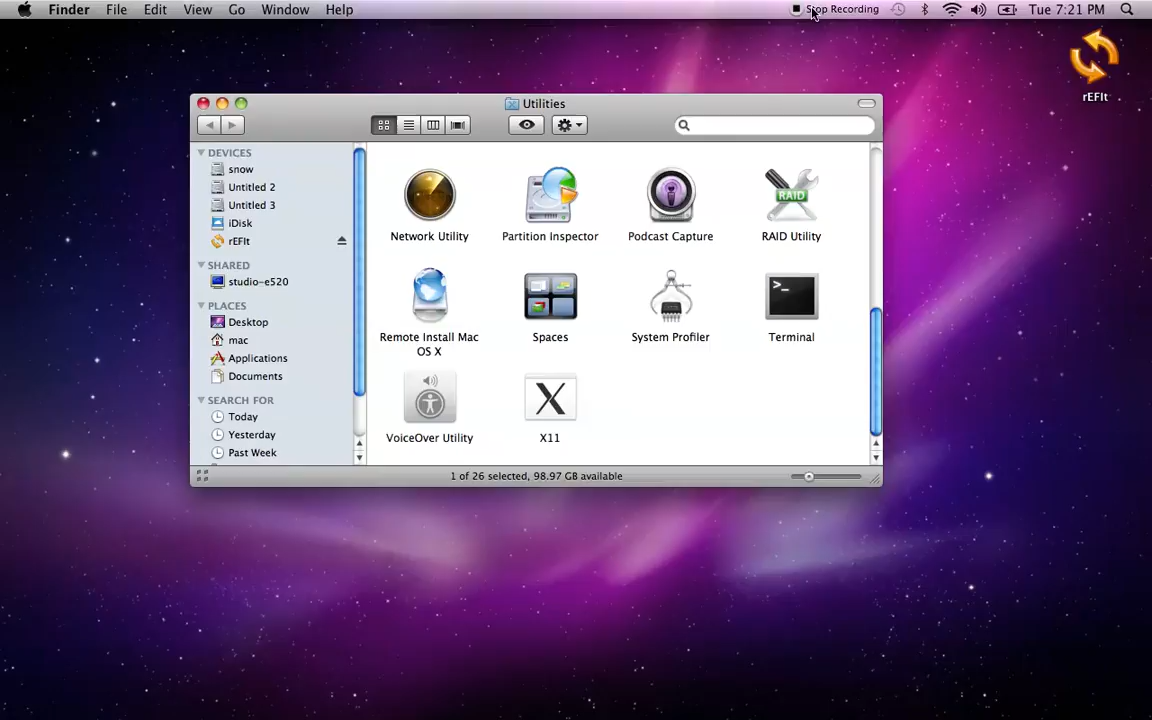 Finder File Edit View Go Window Help Stop Recording Tue 7:21 PM
rEFIt
Utilities
DEVICES
snow
Untitled 2
Untitled 3
iDisk
rEFIt
SHARED
studio-e520
PLACES
Desktop
mac
Applications
Documents
SEARCH FOR
Today
Yesterday
Past Week
Network Utility Partition Inspector Podcast Capture RAID Utility
RAID
Remote Install Mac
OS X
Spaces System Profiler Terminal
>_
VoiceOver Utility X11
1 of 26 selected, 98.97 GB available